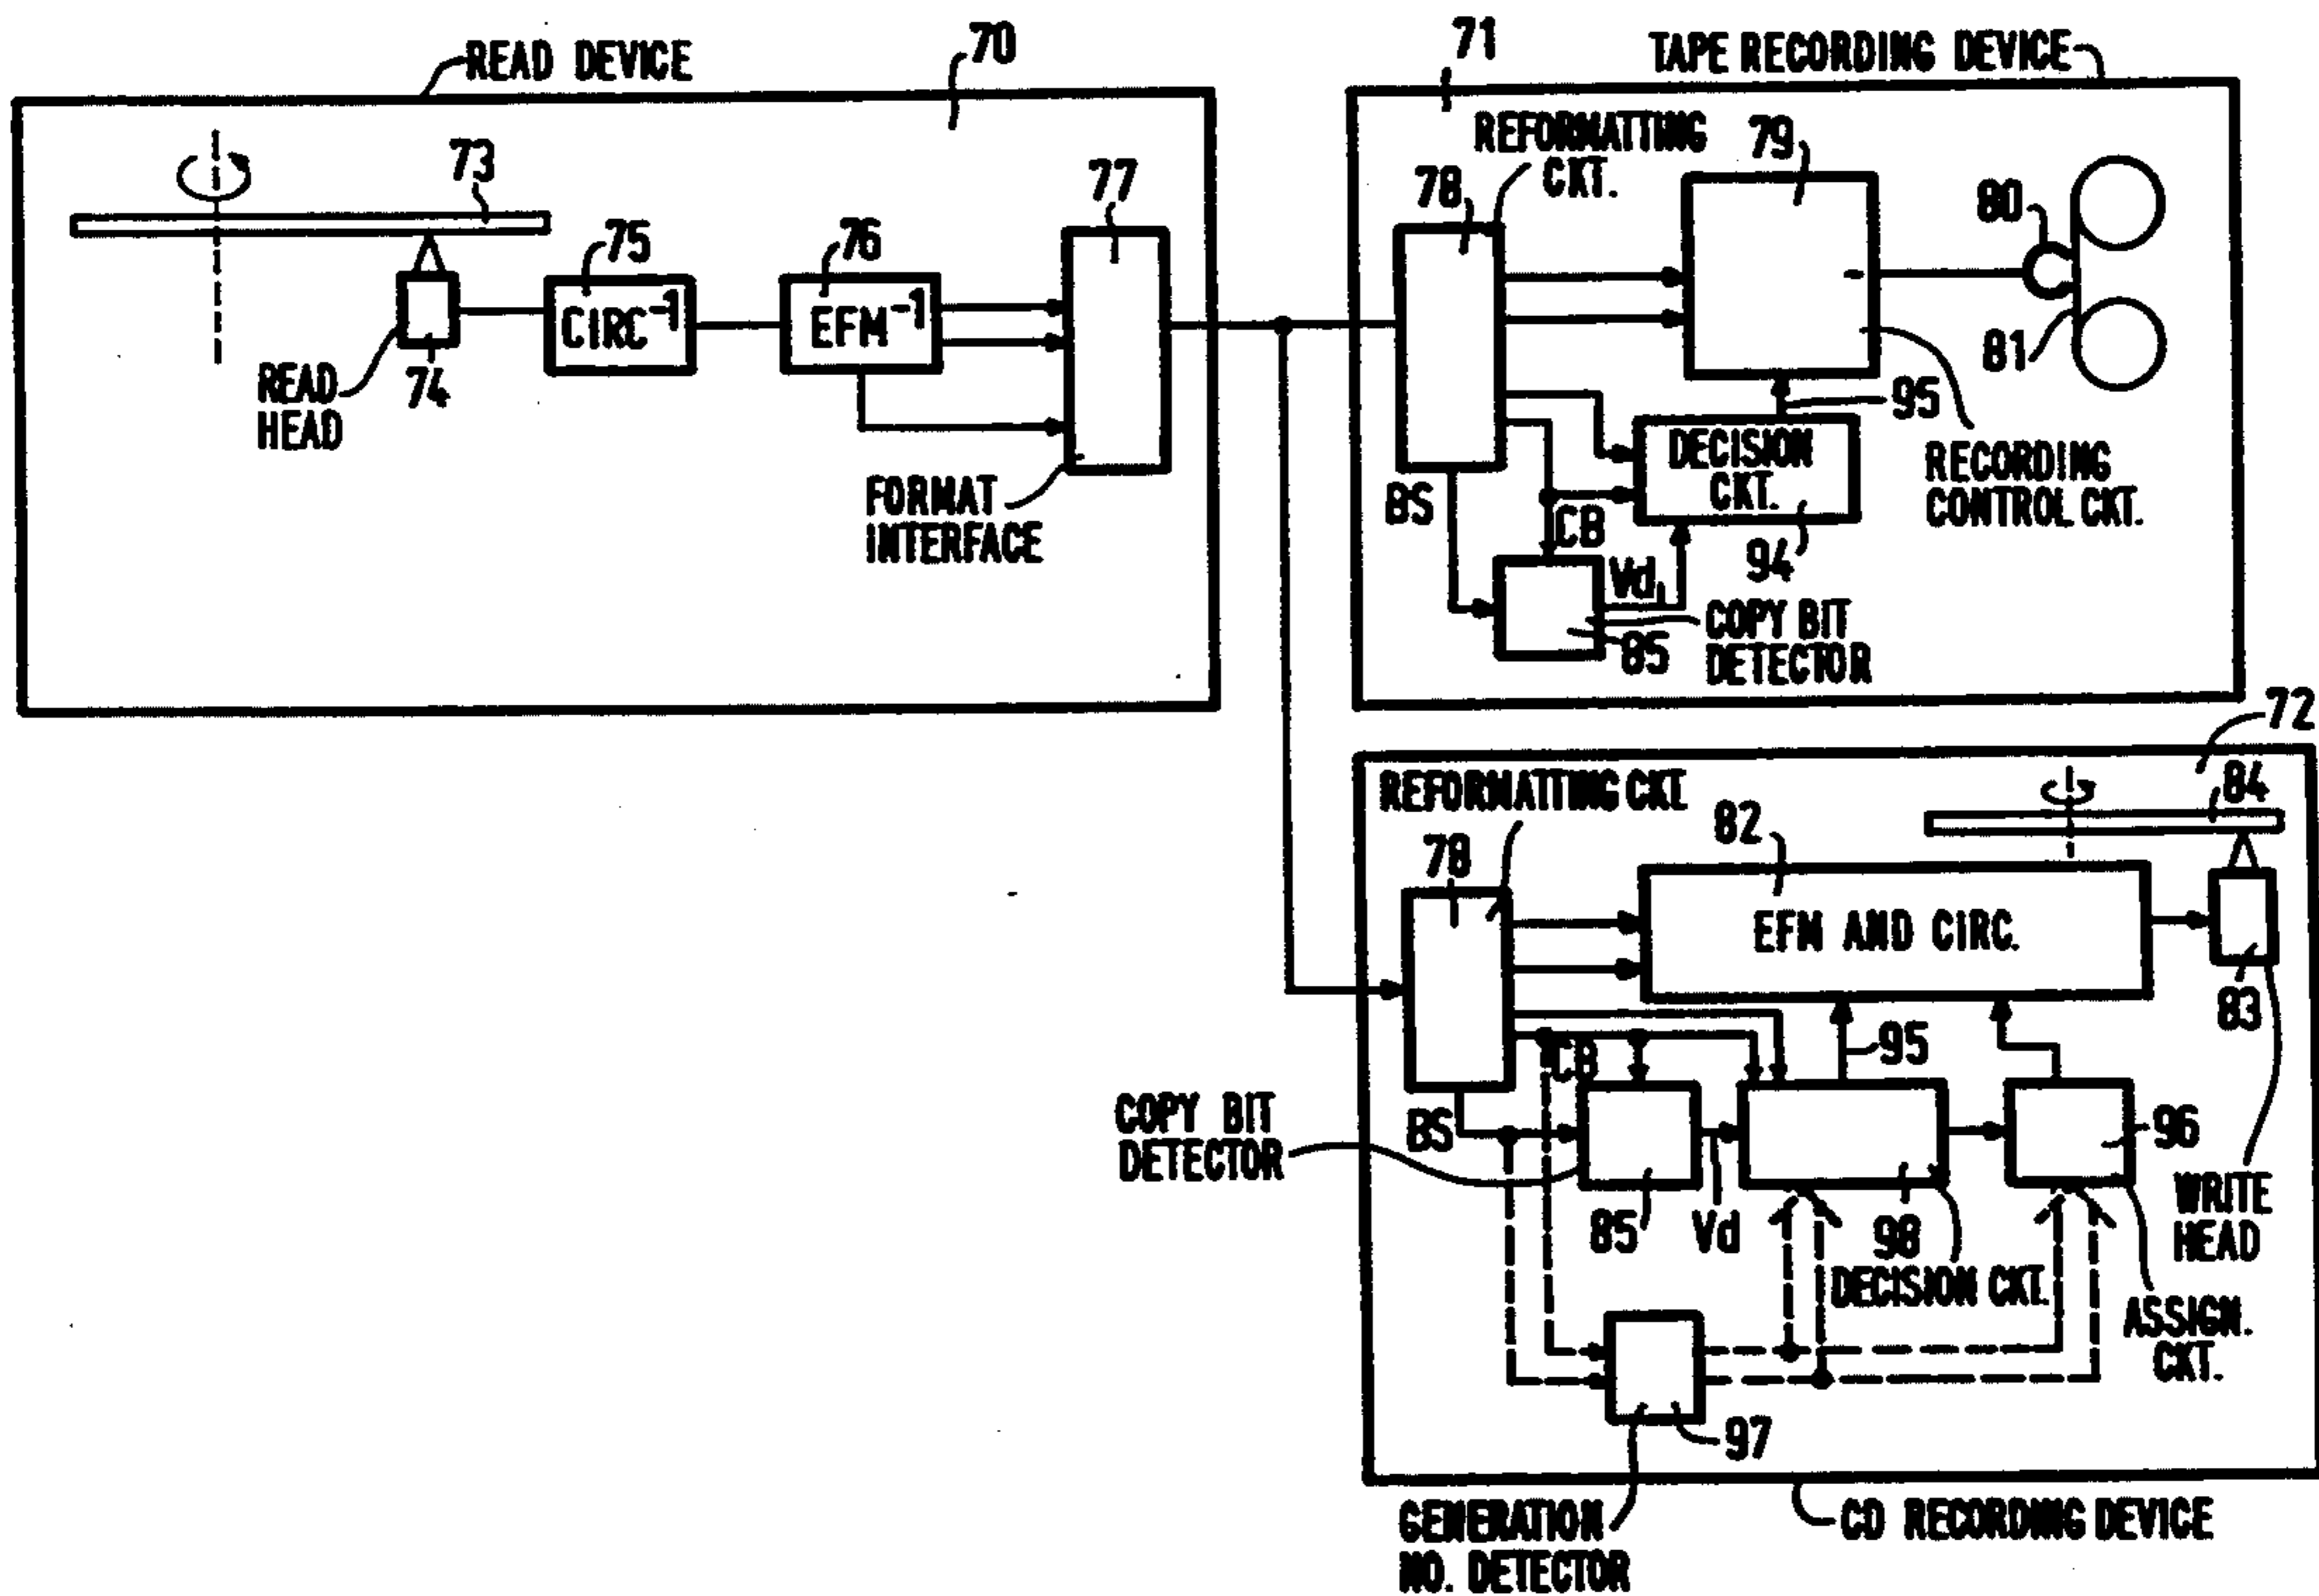 READ DEVICE
70
73
77
75
76
CIRC-1
EFM-1
READ
HEAD
74
FORMAT
INTERFACE
71
TAPE RECORDING DEVICE
REFORMATTING
CKT.
78
79
80
81
95
DECISION
CKT.
RECORDING
CONTROL CKT.
BS
CB
94
Vd
COPY BIT
DETECTOR
85
72
REFORMATTING CKT.
84
78
82
EFM AND CIRC.
83
95
CB
COPY BIT
DETECTOR
BS
96
85
Vd
98
WRITE
HEAD
DECISION CKT.
ASSIGN.
CKT.
97
GENERATION
NO. DETECTOR
CD RECORDING DEVICE